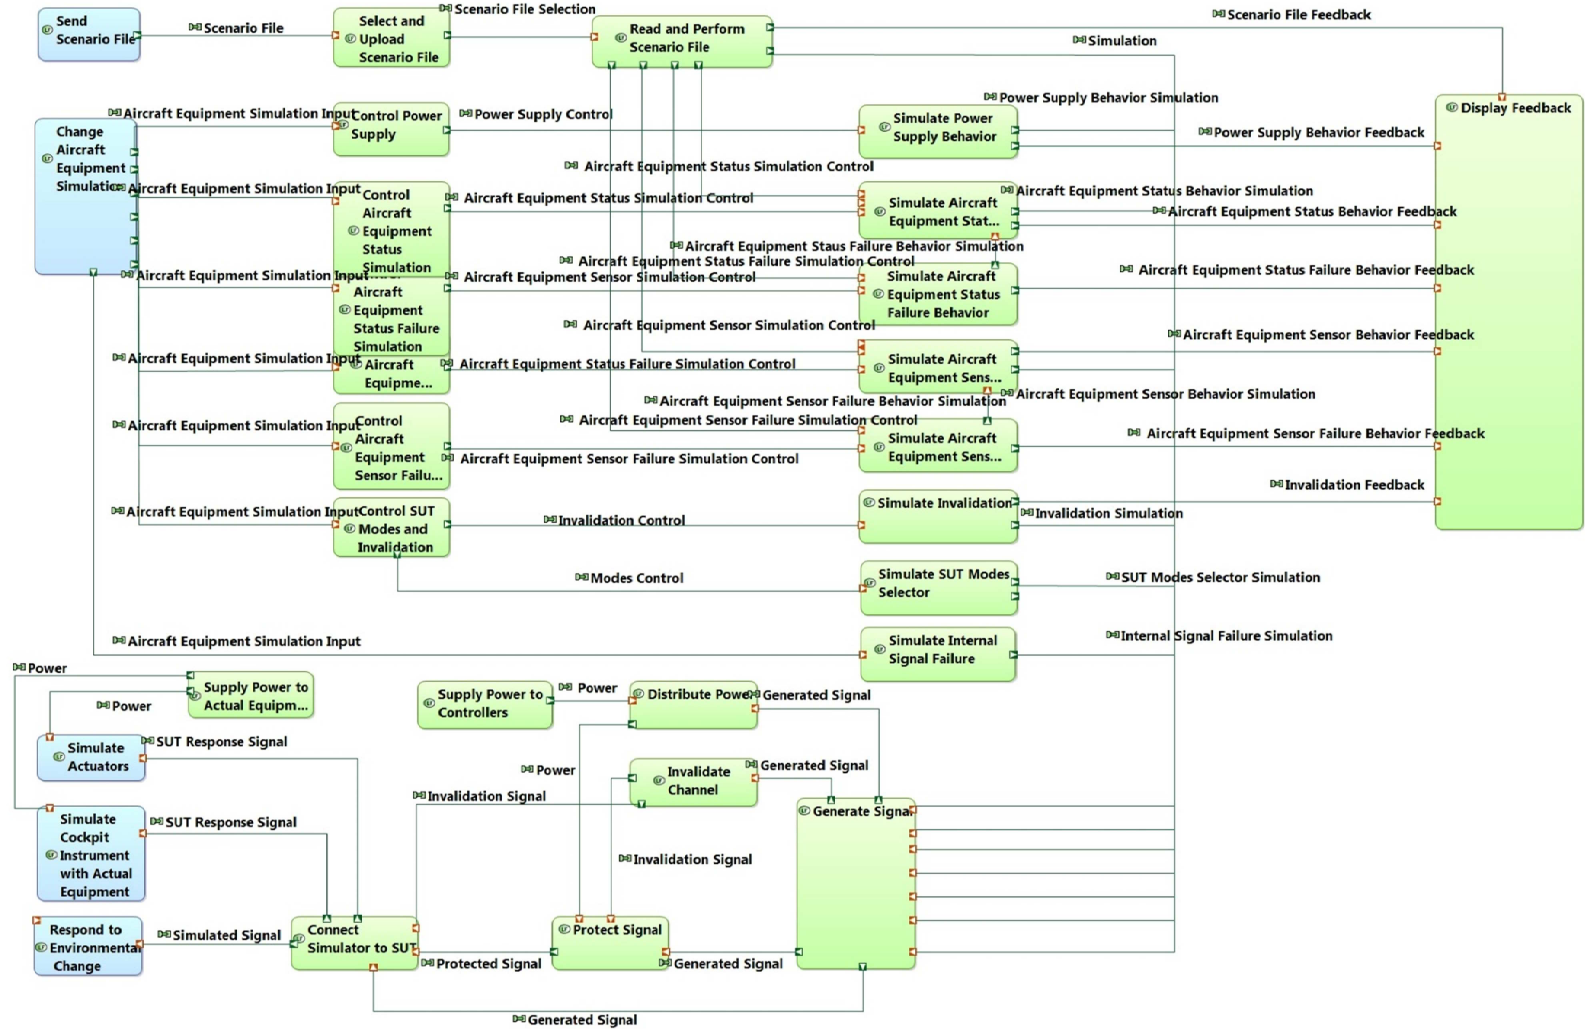 Send
Scenario File
Scenario File
Select and
Upload
Scenario File
Scenario File Selection
Read and Perform
Scenario File
Scenario File Feedback
Simulation
Display Feedback
Change
Aircraft
Equipment
Simulation
Aircraft Equipment Simulation Input
Control Power
Supply
Power Supply Control
Simulate Power
Supply Behavior
Power Supply Behavior Simulation
Power Supply Behavior Feedback
Aircraft Equipment Status Simulation Control
Aircraft Equipment Simulation Input
Control
Aircraft
Equipment
Status
Simulation
Aircraft Equipment Status Simulation Control
Simulate Aircraft
Equipment Stat...
Aircraft Equipment Status Behavior Simulation
Aircraft Equipment Status Behavior Feedback
Aircraft Equipment Staus Failure Behavior Simulation
Aircraft Equipment Status Failure Simulation Control
Aircraft Equipment Simulation Input
Aircraft
Equipment
Status Failure
Simulation
Aircraft Equipment Sensor Simulation Control
Simulate Aircraft
Equipment Status
Failure Behavior
Aircraft Equipment Status Failure Behavior Feedback
Aircraft Equipment Sensor Simulation Control
Aircraft Equipment Sensor Behavior Feedback
Aircraft Equipment Simulation Input
Aircraft
Equipme...
Aircraft Equipment Status Failure Simulation Control
Simulate Aircraft
Equipment Sens...
Aircraft Equipment Sensor Behavior Simulation
Aircraft Equipment Sensor Failure Behavior Simulation
Aircraft Equipment Sensor Failure Simulation Control
Aircraft Equipment Simulation Input
Control
Aircraft
Equipment
Sensor Failu...
Aircraft Equipment Sensor Failure Simulation Control
Simulate Aircraft
Equipment Sens...
Aircraft Equipment Sensor Failure Behavior Feedback
Aircraft Equipment Simulation Input
Control SUT
Modes and
Invalidation
Invalidation Control
Simulate Invalidation
Invalidation Feedback
Invalidation Simulation
Modes Control
Simulate SUT Modes
Selector
SUT Modes Selector Simulation
Aircraft Equipment Simulation Input
Simulate Internal
Signal Failure
Internal Signal Failure Simulation
Power
Supply Power to
Actual Equipm...
Power
Supply Power to
Controllers
Power
Distribute Power
Generated Signal
Simulate
Actuators
SUT Response Signal
Power
Invalidate
Channel
Generated Signal
Invalidation Signal
Simulate
Cockpit
Instrument
with Actual
Equipment
SUT Response Signal
Generate Signal
Invalidation Signal
Respond to
Environmental
Change
Simulated Signal
Connect
Simulator to SUT
Protected Signal
Protect Signal
Generated Signal
Generated Signal